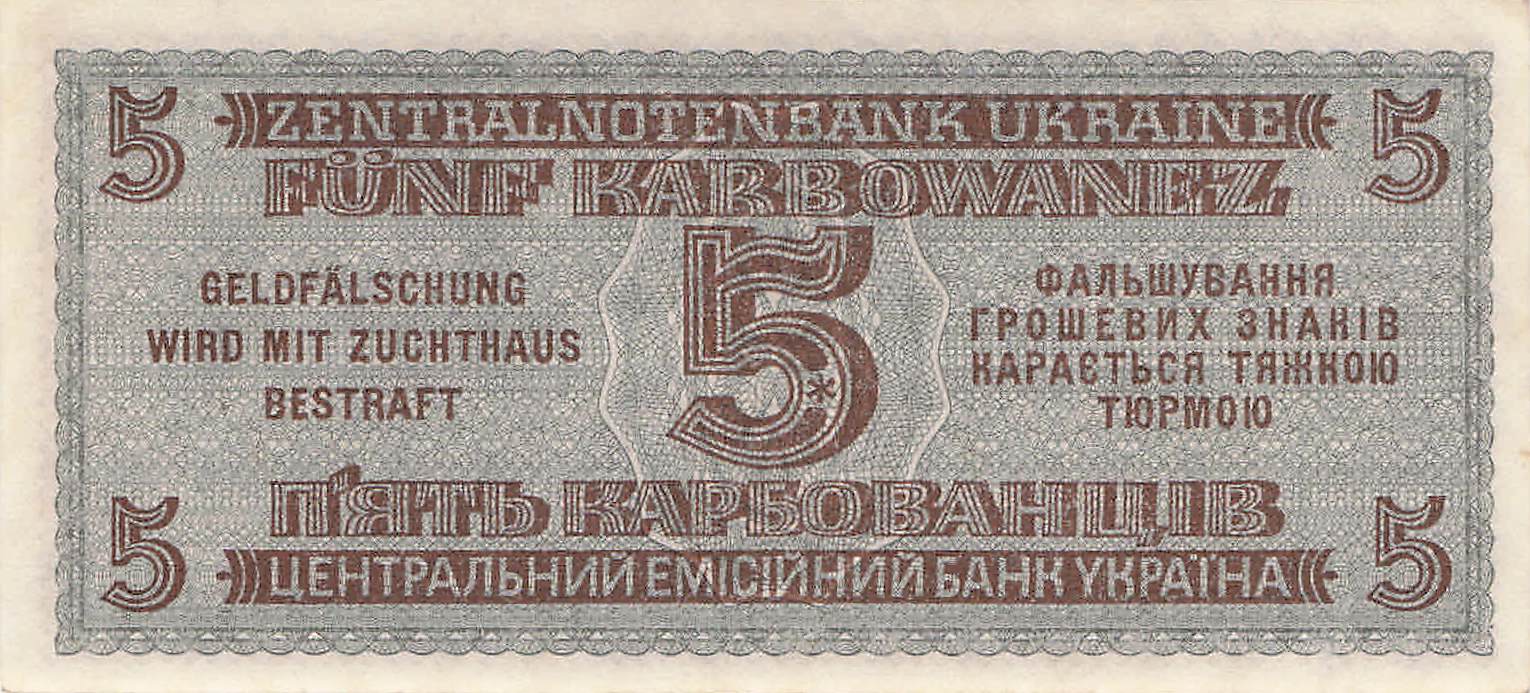 5 ZENTRALNOTENBANK UKRAINE 5
FÜNF KARBOWANEZ
GELDFÄLSCHUNG
WIRD MIT ZUCHTHAUS
BESTRAFT
5
ФАЛЬШУВАННЯ
ГРОШЕВИХ ЗНАКІВ
КАРАЄТЬСЯ ТЯЖКОЮ
ТЮРМОЮ
П'ЯТЬ КАРБОВАНЦІВ
5 ЦЕНТРАЛЬНИЙ ЕМІСІЙНИЙ БАНК УКРАЇНА 5